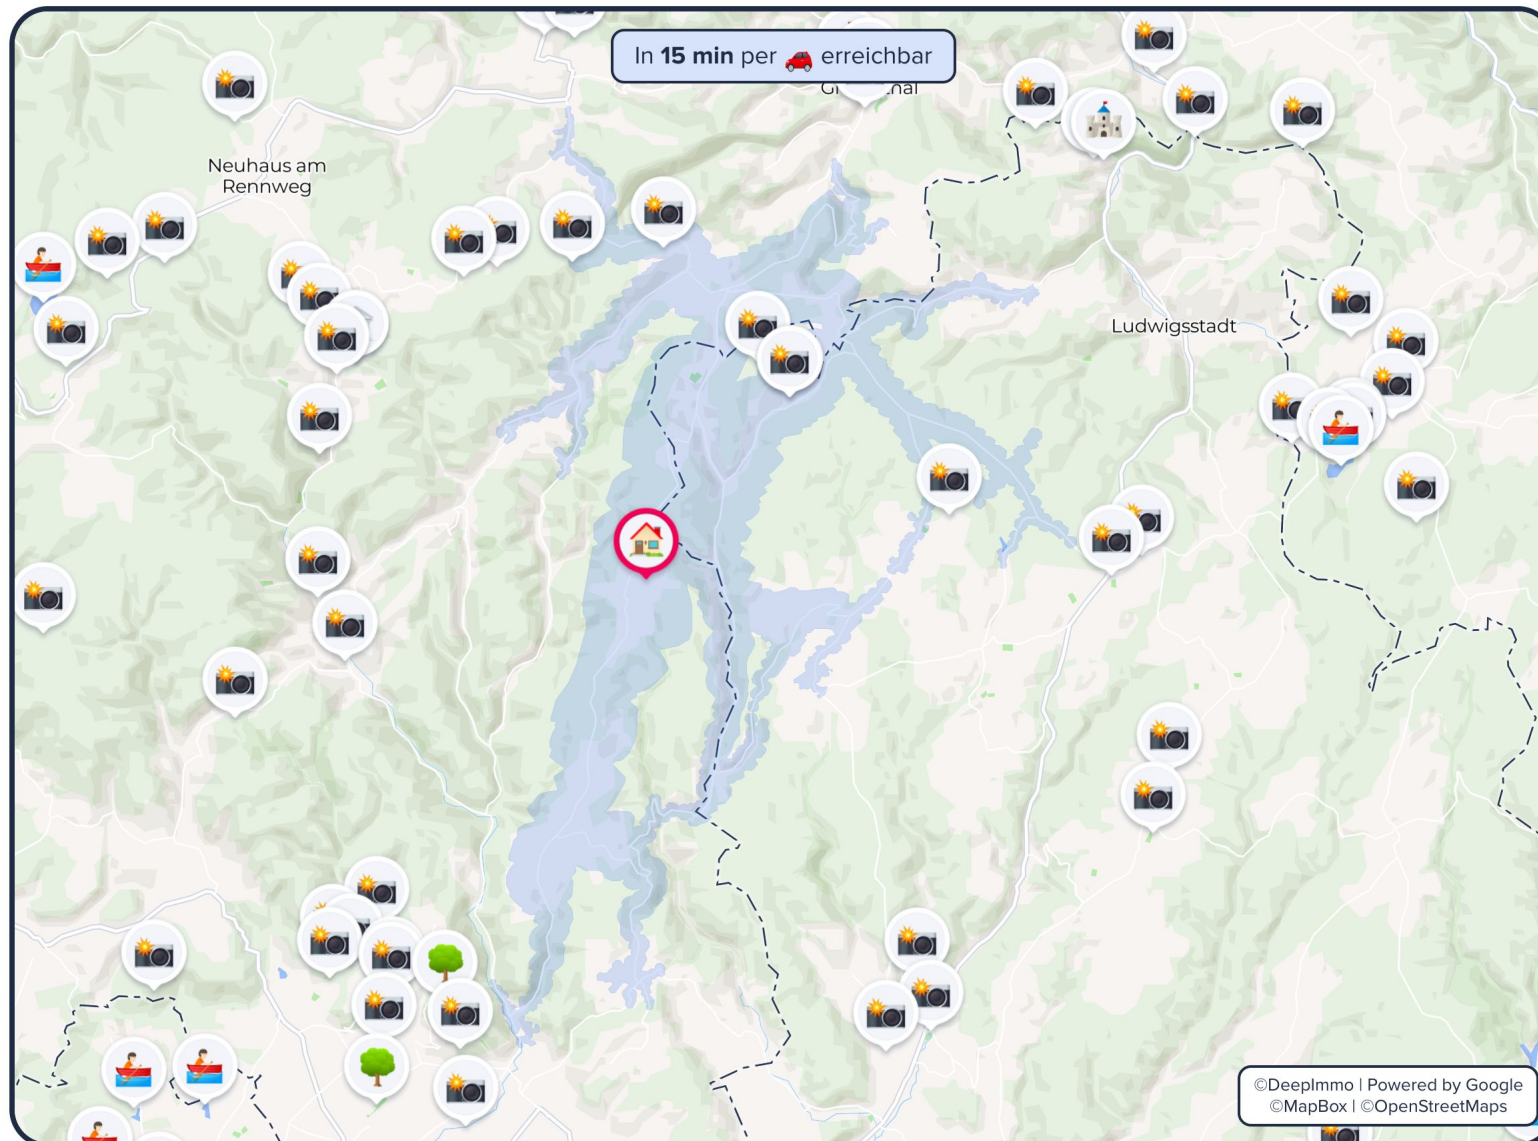 In 15 min per erreichbar
Neuhaus am
Rennweg
Ludwigsstadt
©DeepImmo | Powered by Google
©MapBox | ©OpenStreetMaps